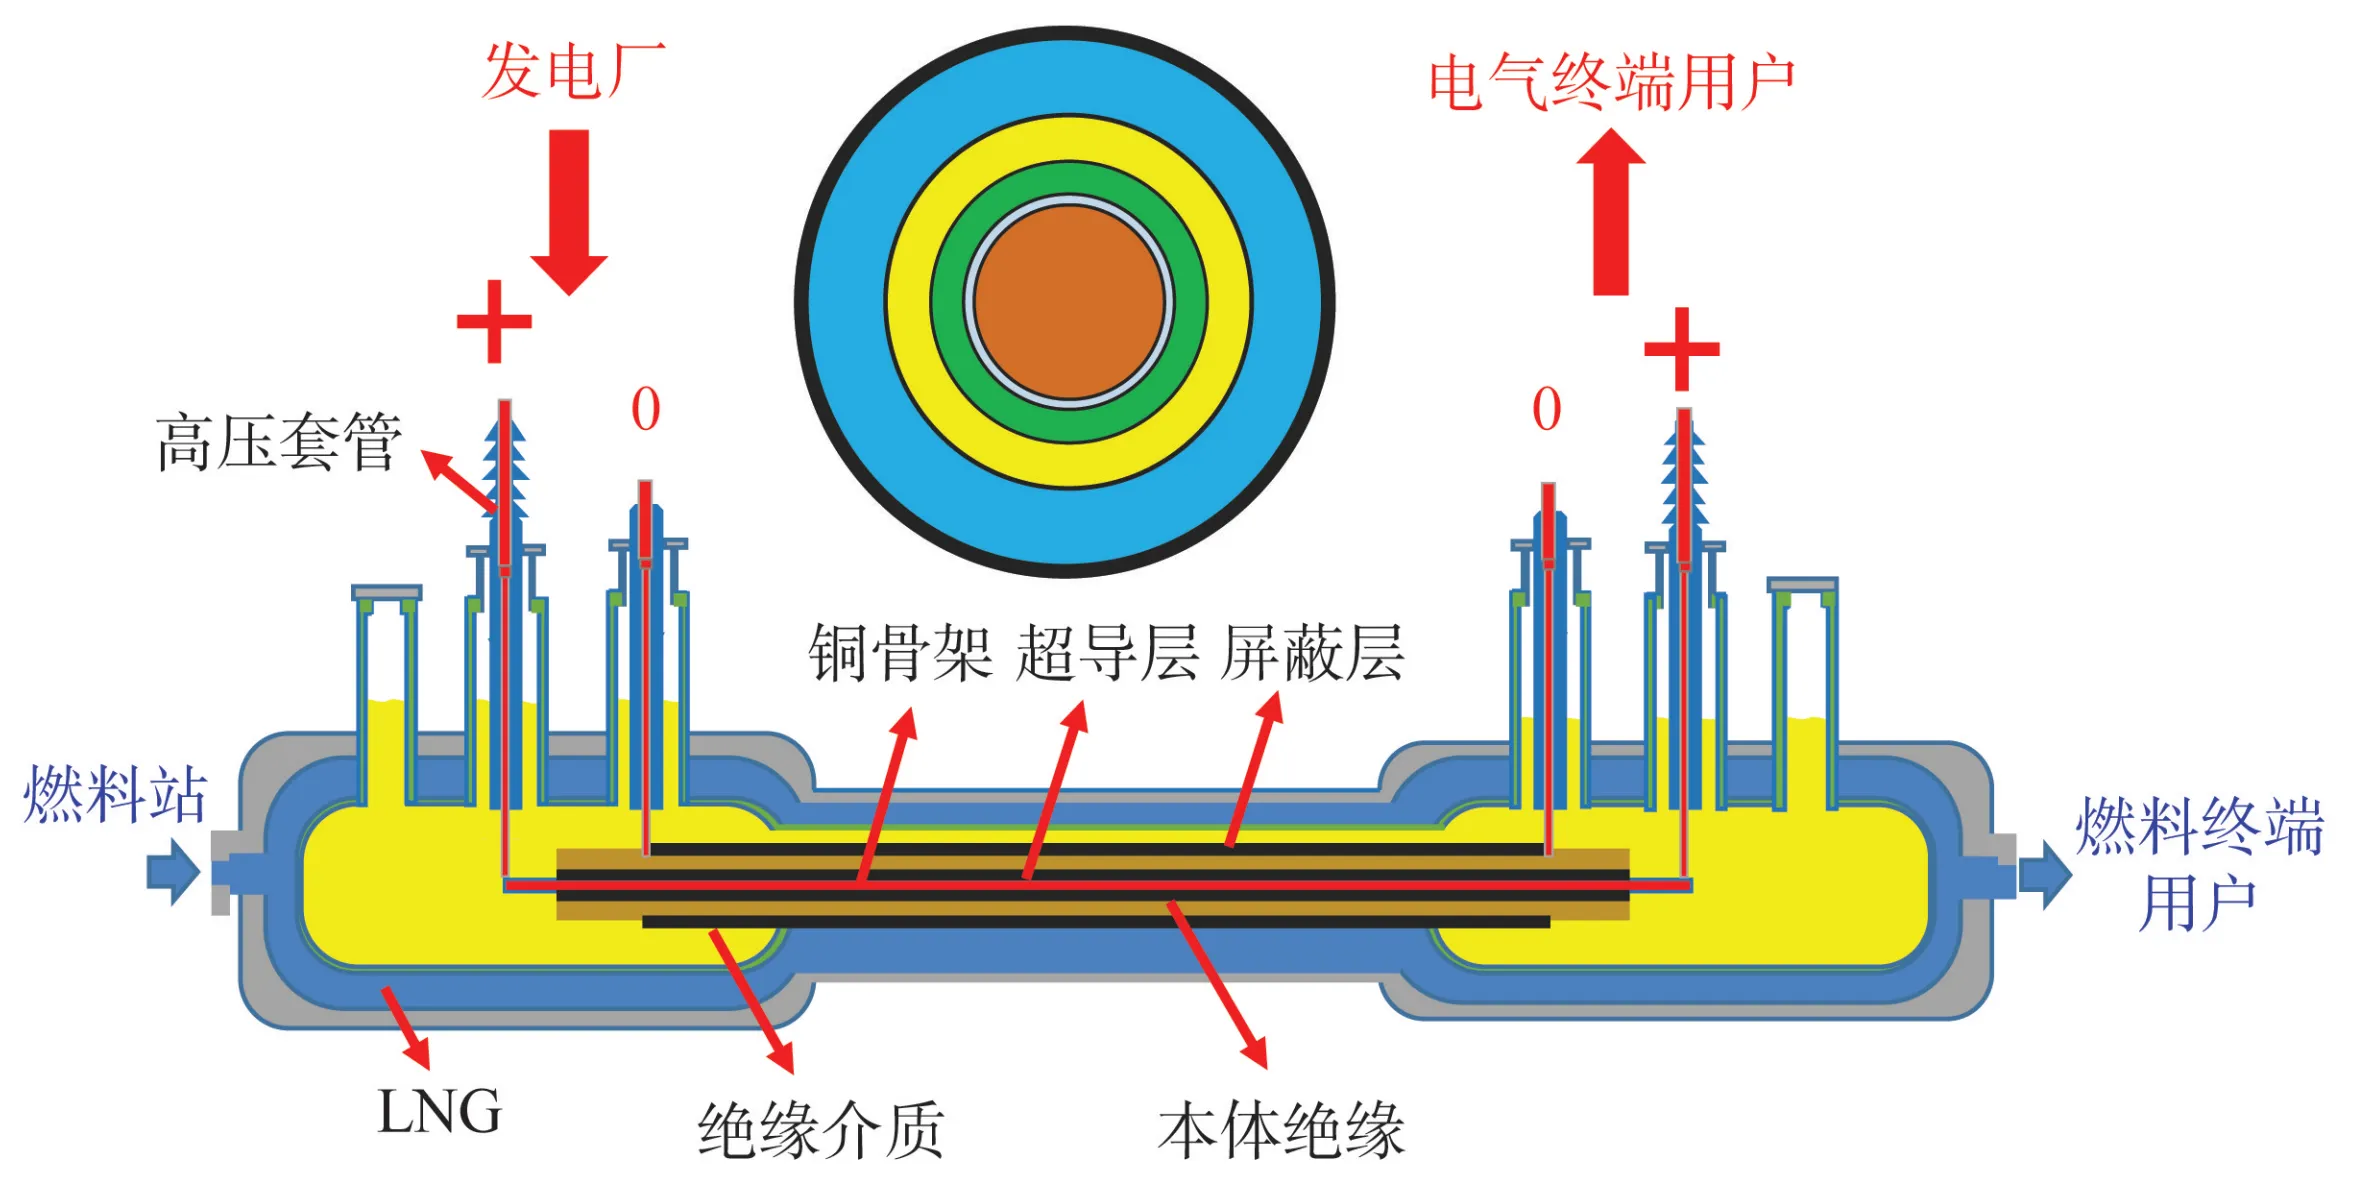 发电厂
电气终端用户
+
+
0
0
高压套管
铜骨架 超导层 屏蔽层
燃料站
燃料终端
用户
LNG
绝缘介质
本体绝缘